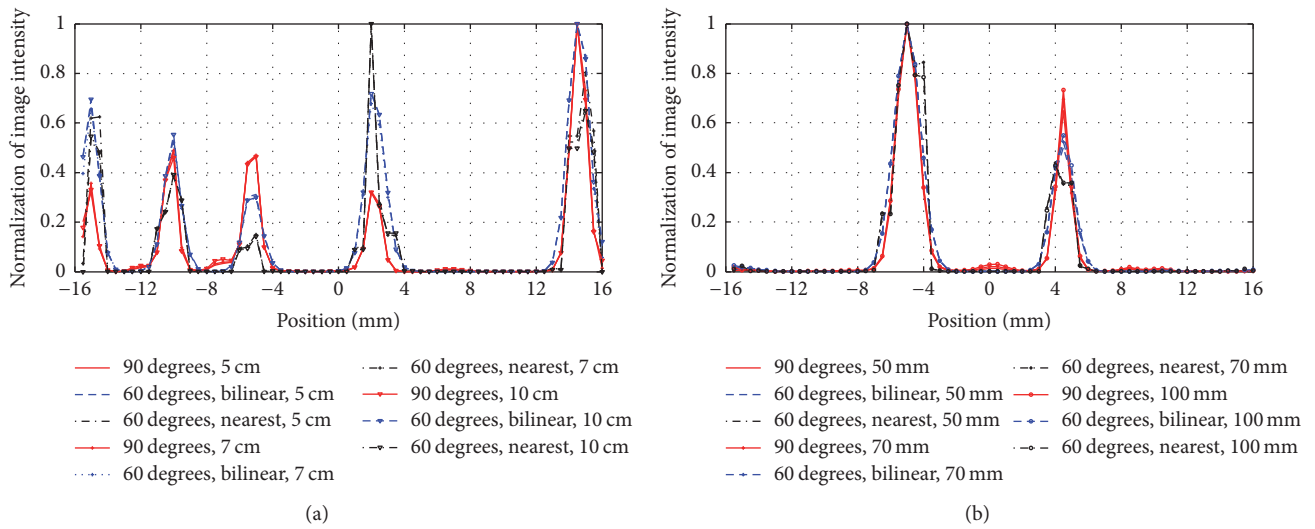 Normalization of image intensity
1
0.8
0.6
0.4
0.2
0
−16 −12 −8 −4 0 4 8 12 16
Position (mm)
90 degrees, 5 cm
60 degrees, bilinear, 5 cm
60 degrees, nearest, 5 cm
90 degrees, 7 cm
60 degrees, bilinear, 7 cm
60 degrees, nearest, 7 cm
90 degrees, 10 cm
60 degrees, bilinear, 10 cm
60 degrees, nearest, 10 cm
(a)
Normalization of image intensity
1
0.8
0.6
0.4
0.2
0
−16 −12 −8 −4 0 4 8 12 16
Position (mm)
90 degrees, 50 mm
60 degrees, bilinear, 50 mm
60 degrees, nearest, 50 mm
90 degrees, 70 mm
60 degrees, bilinear, 70 mm
60 degrees, nearest, 70 mm
90 degrees, 100 mm
60 degrees, bilinear, 100 mm
60 degrees, nearest, 100 mm
(b)